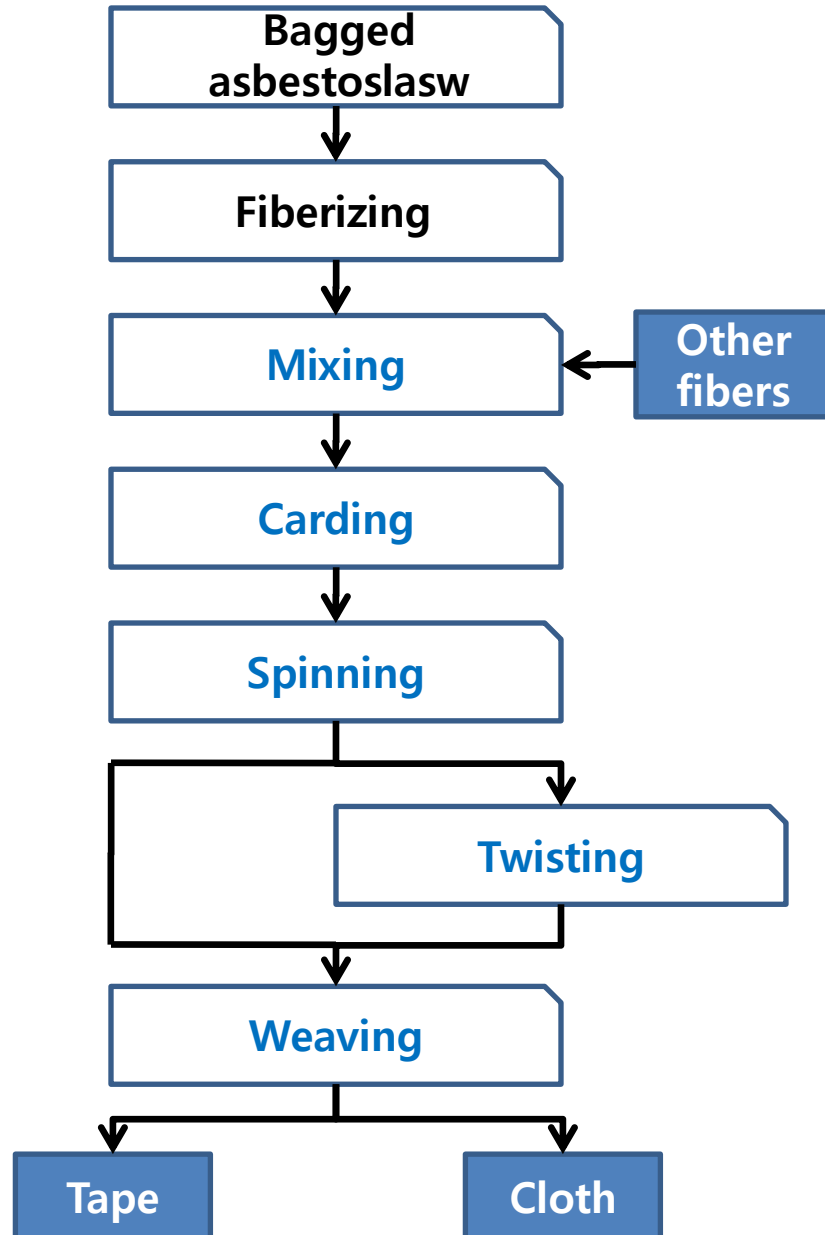 Bagged
asbestoslasw
Fiberizing
Mixing
Other
fibers
Carding
Spinning
Twisting
Weaving
Tape
Cloth